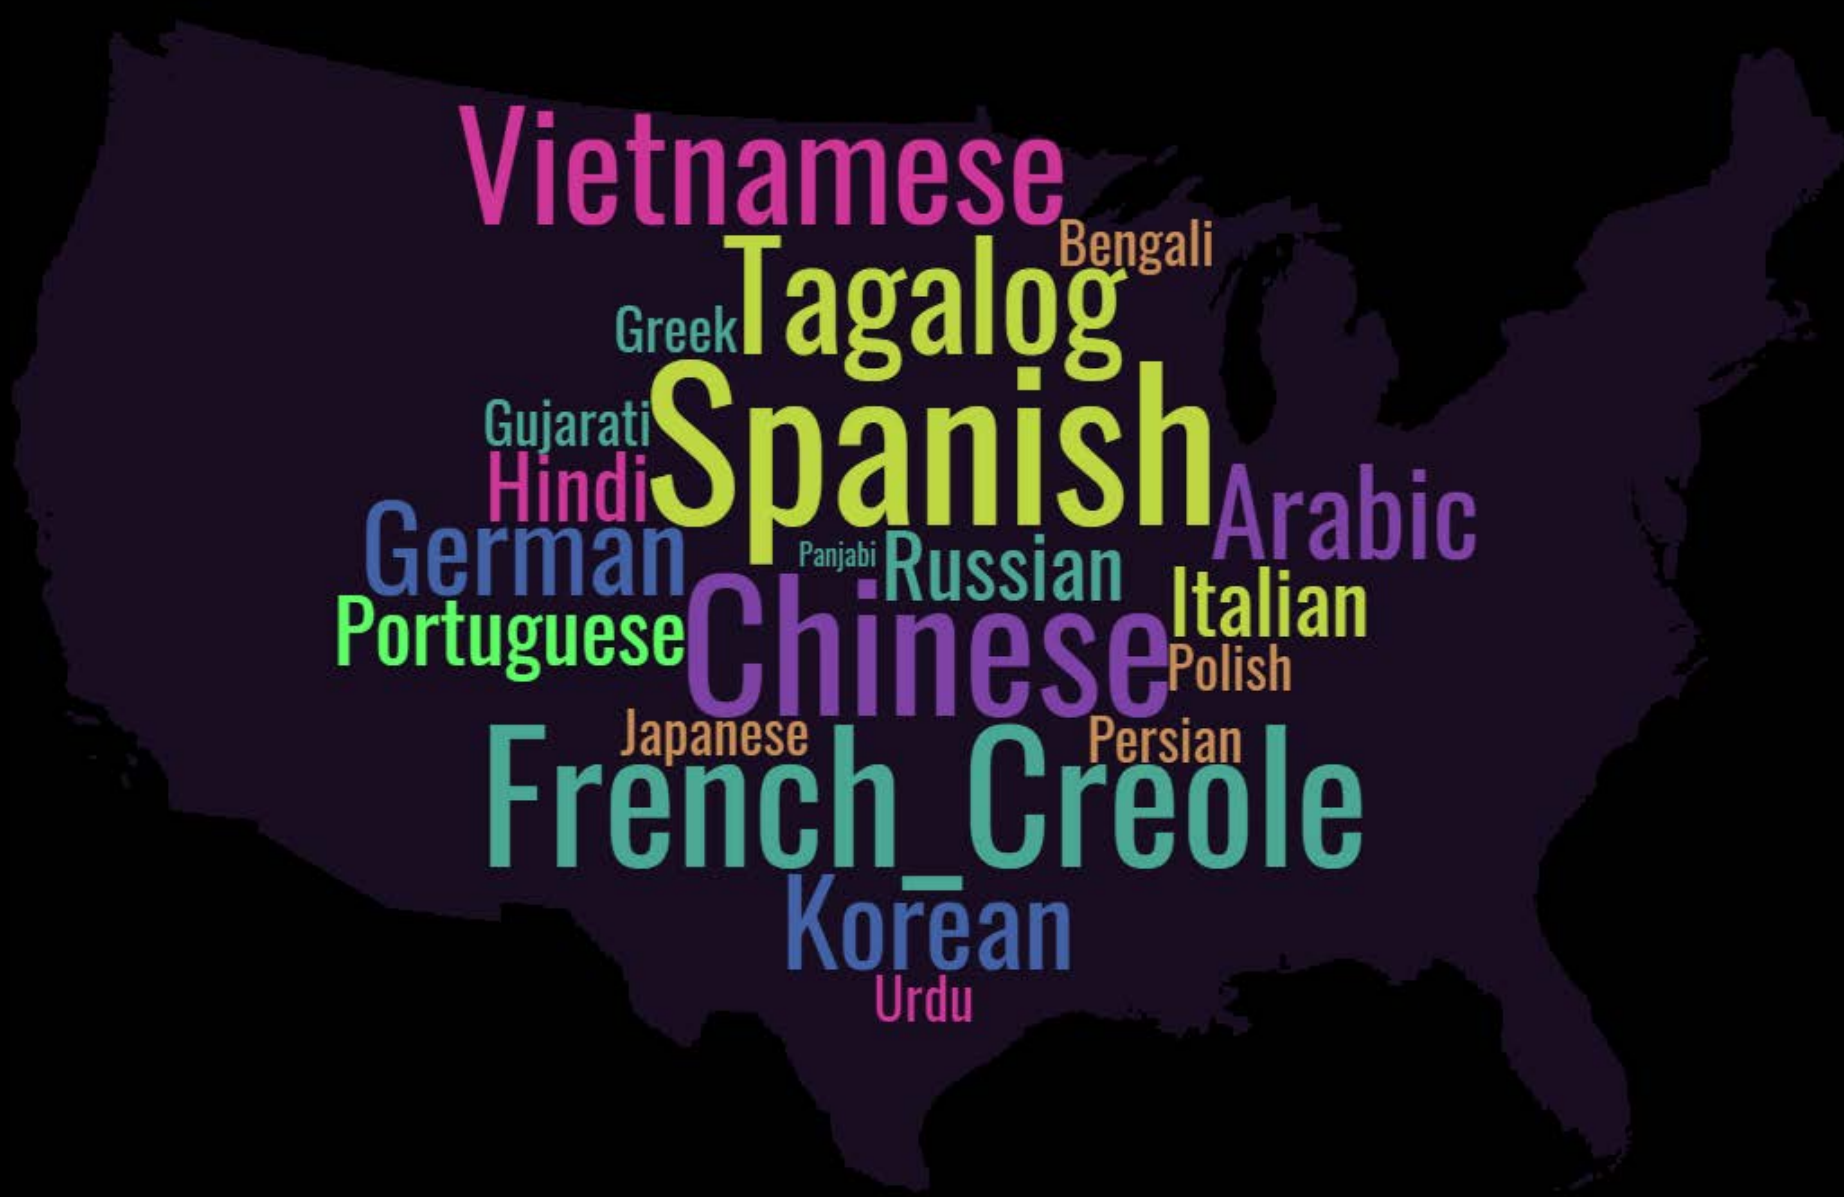 Vietnamese
Bengali
Tagalog
Greek
Spanish
Gujarati
Hindi
Arabic
German
Panjabi
Russian
Italian
Portuguese
Chinese
Polish
Japanese
Persian
French_Creole
Korean
Urdu